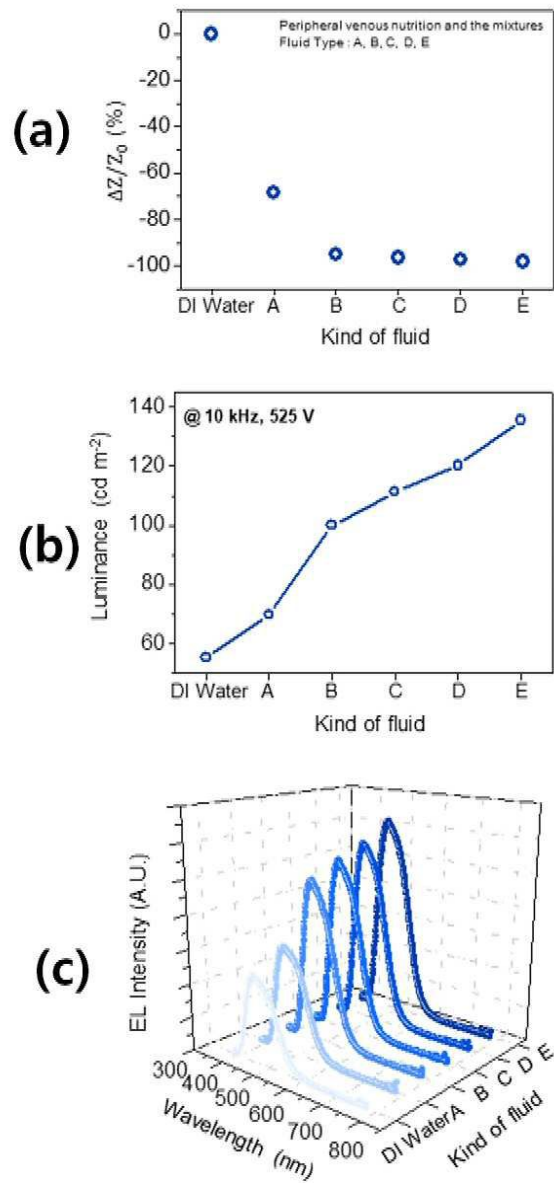 (a)
Peripheral venous nutrition and the mixtures
Fluid Type : A, B, C, D, E
ΔZ/Z₀ (%)
0
-20
-40
-60
-80
-100
DI Water A B C D E
Kind of fluid
(b)
@ 10 kHz, 525 V
Luminance (cd m⁻²)
140
120
100
80
60
DI Water A B C D E
Kind of fluid
(c)
EL Intensity (A.U.)
300 400 500 600 700 800
Wavelength (nm)
DI Water A B C D E
Kind of fluid